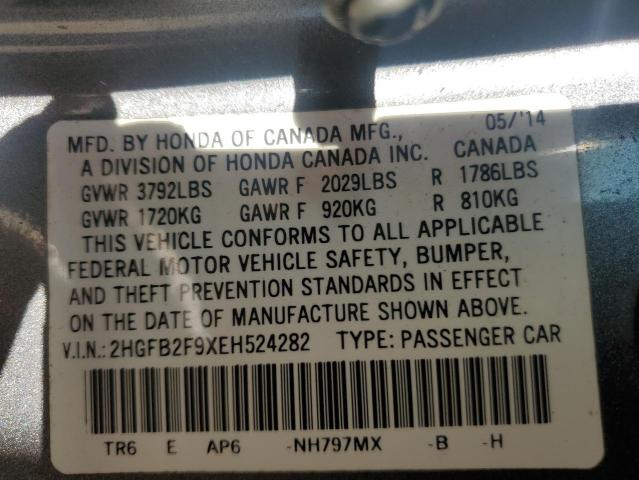 MFD. BY HONDA OF CANADA MFG., 05/'14
A DIVISION OF HONDA CANADA INC. CANADA
GVWR 3792LBS GAWR F 2029LBS R 1786LBS
GVWR 1720KG GAWR F 920KG R 810KG
THIS VEHICLE CONFORMS TO ALL APPLICABLE
FEDERAL MOTOR VEHICLE SAFETY, BUMPER,
AND THEFT PREVENTION STANDARDS IN EFFECT
ON THE DATE OF MANUFACTURE SHOWN ABOVE.
V.I.N.: 2HGFB2F9XEH524282 TYPE: PASSENGER CAR
TR6 E AP6 -NH797MX -B -H